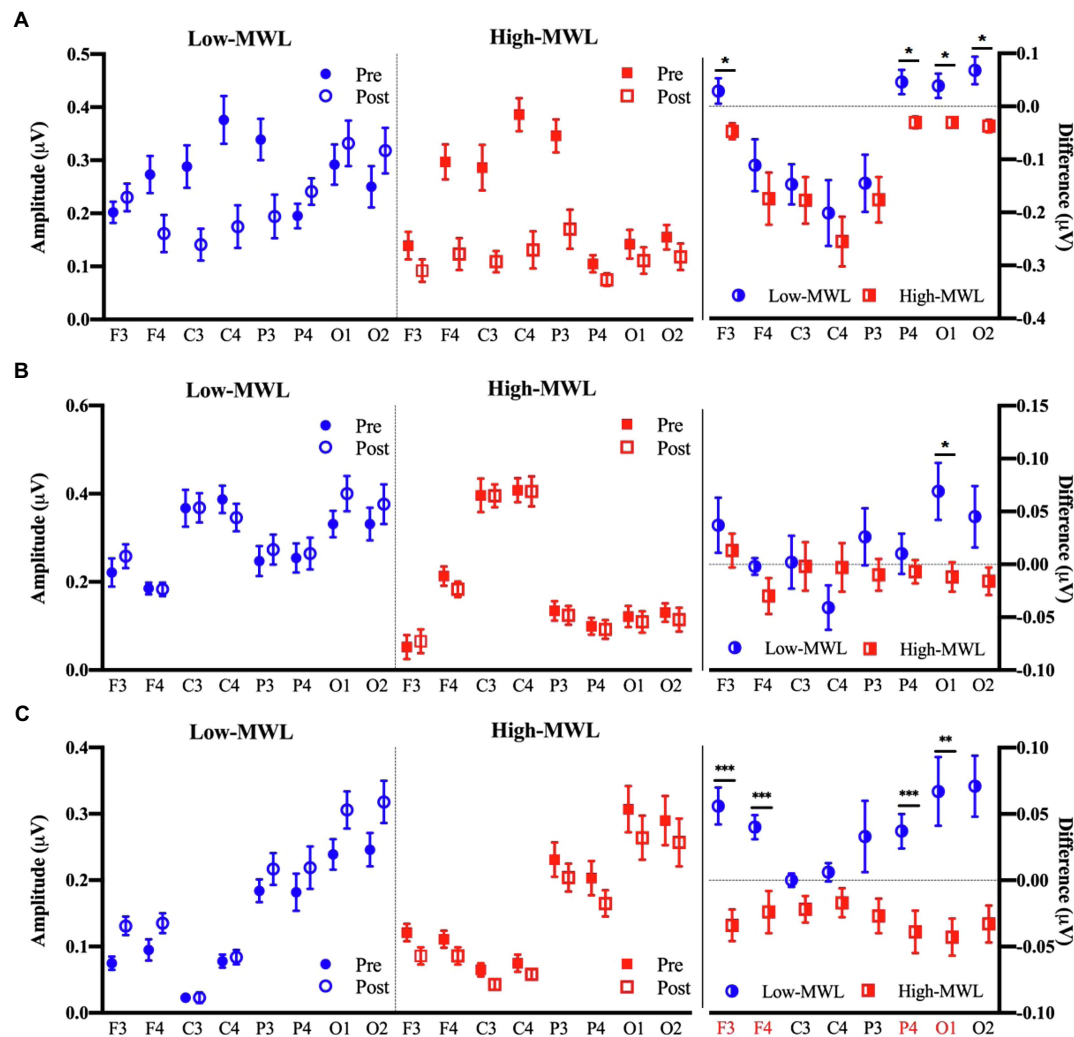 A
Low-MWL
High-MWL
Amplitude (μV)
0.5
0.4
0.3
0.2
0.1
0.0
Pre
Post
Pre
Post
* * * *
0.1
0.0
-0.1
-0.2
-0.3
-0.4
Difference (μV)
Low-MWL High-MWL
F3 F4 C3 C4 P3 P4 O1 O2 F3 F4 C3 C4 P3 P4 O1 O2 F3 F4 C3 C4 P3 P4 O1 O2
B
Low-MWL
High-MWL
Amplitude (μV)
0.6
0.4
0.2
0.0
Pre
Post
Pre
Post
*
0.15
0.10
0.05
0.00
-0.05
-0.10
Difference (μV)
Low-MWL High-MWL
F3 F4 C3 C4 P3 P4 O1 O2 F3 F4 C3 C4 P3 P4 O1 O2 F3 F4 C3 C4 P3 P4 O1 O2
C
Low-MWL
High-MWL
Amplitude (μV)
0.4
0.3
0.2
0.1
0.0
Pre
Post
Pre
Post
*** *** *** **
0.10
0.05
0.00
-0.05
-0.10
Difference (μV)
Low-MWL High-MWL
F3 F4 C3 C4 P3 P4 O1 O2 F3 F4 C3 C4 P3 P4 O1 O2 F3 F4 C3 C4 P3 P4 O1 O2